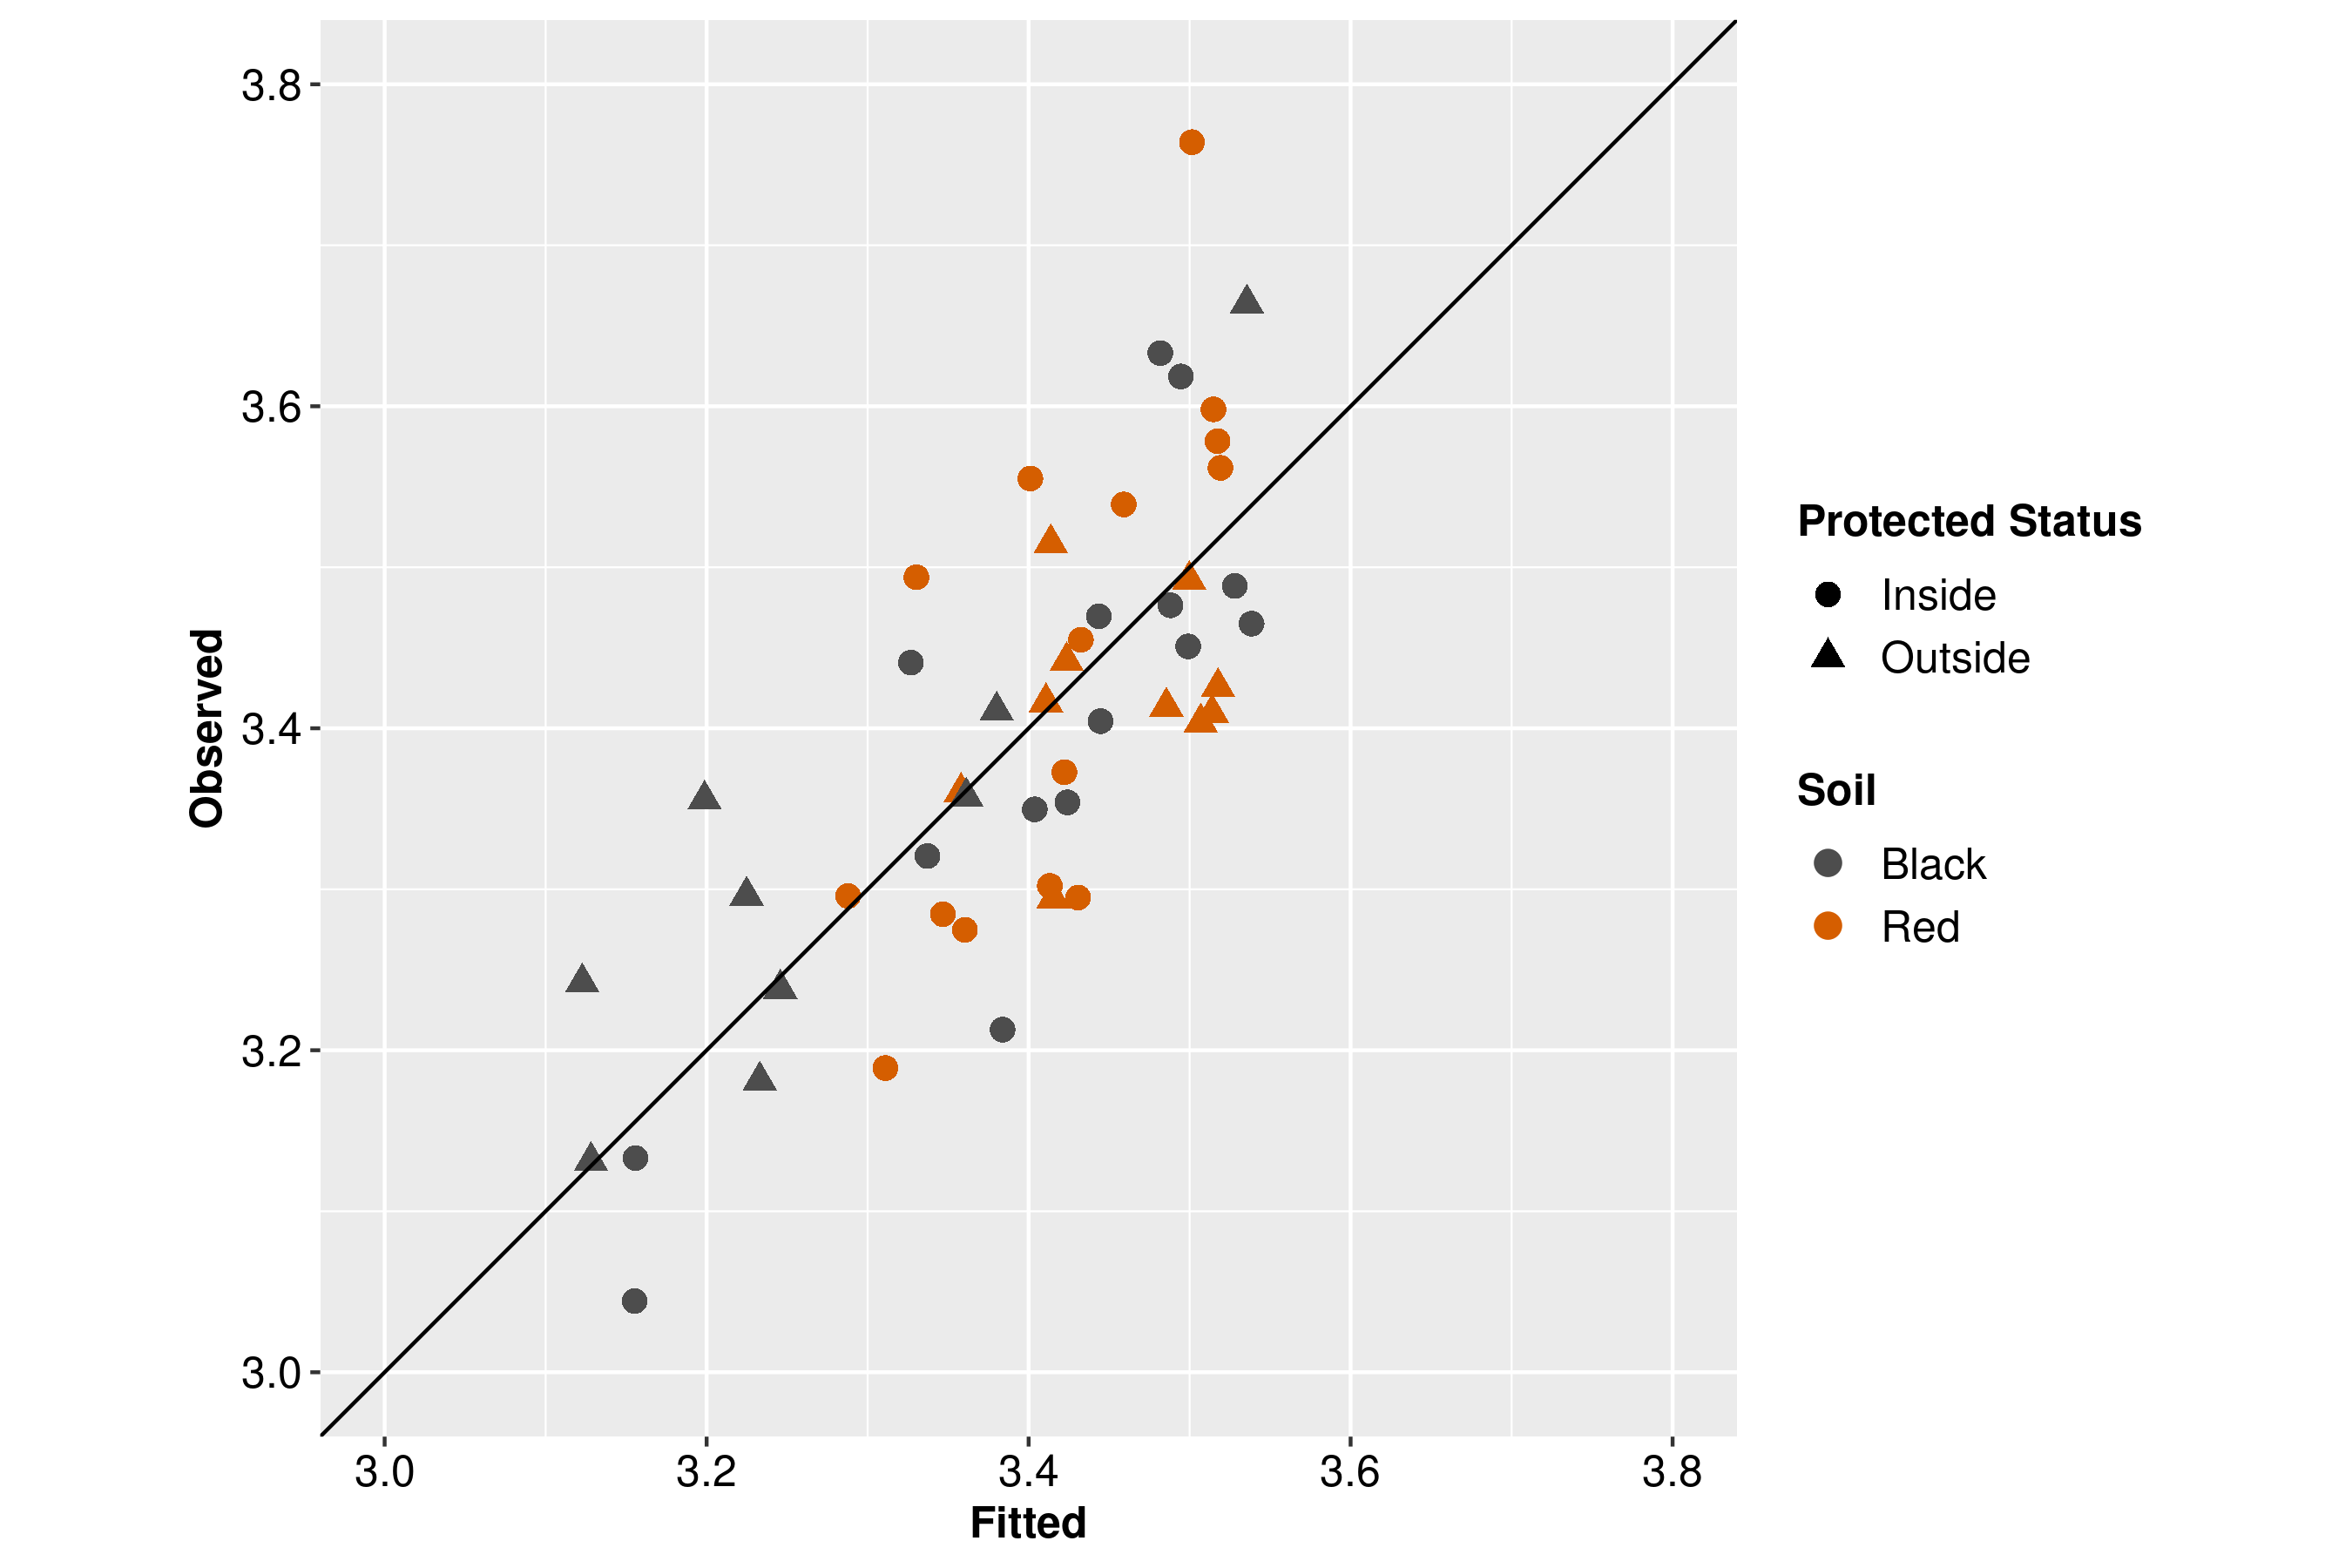 3.8
3.6
3.4
3.2
3.0
Observed
3.0
3.2
3.4
3.6
3.8
Fitted
Protected Status
Inside
Outside
Soil
Black
Red